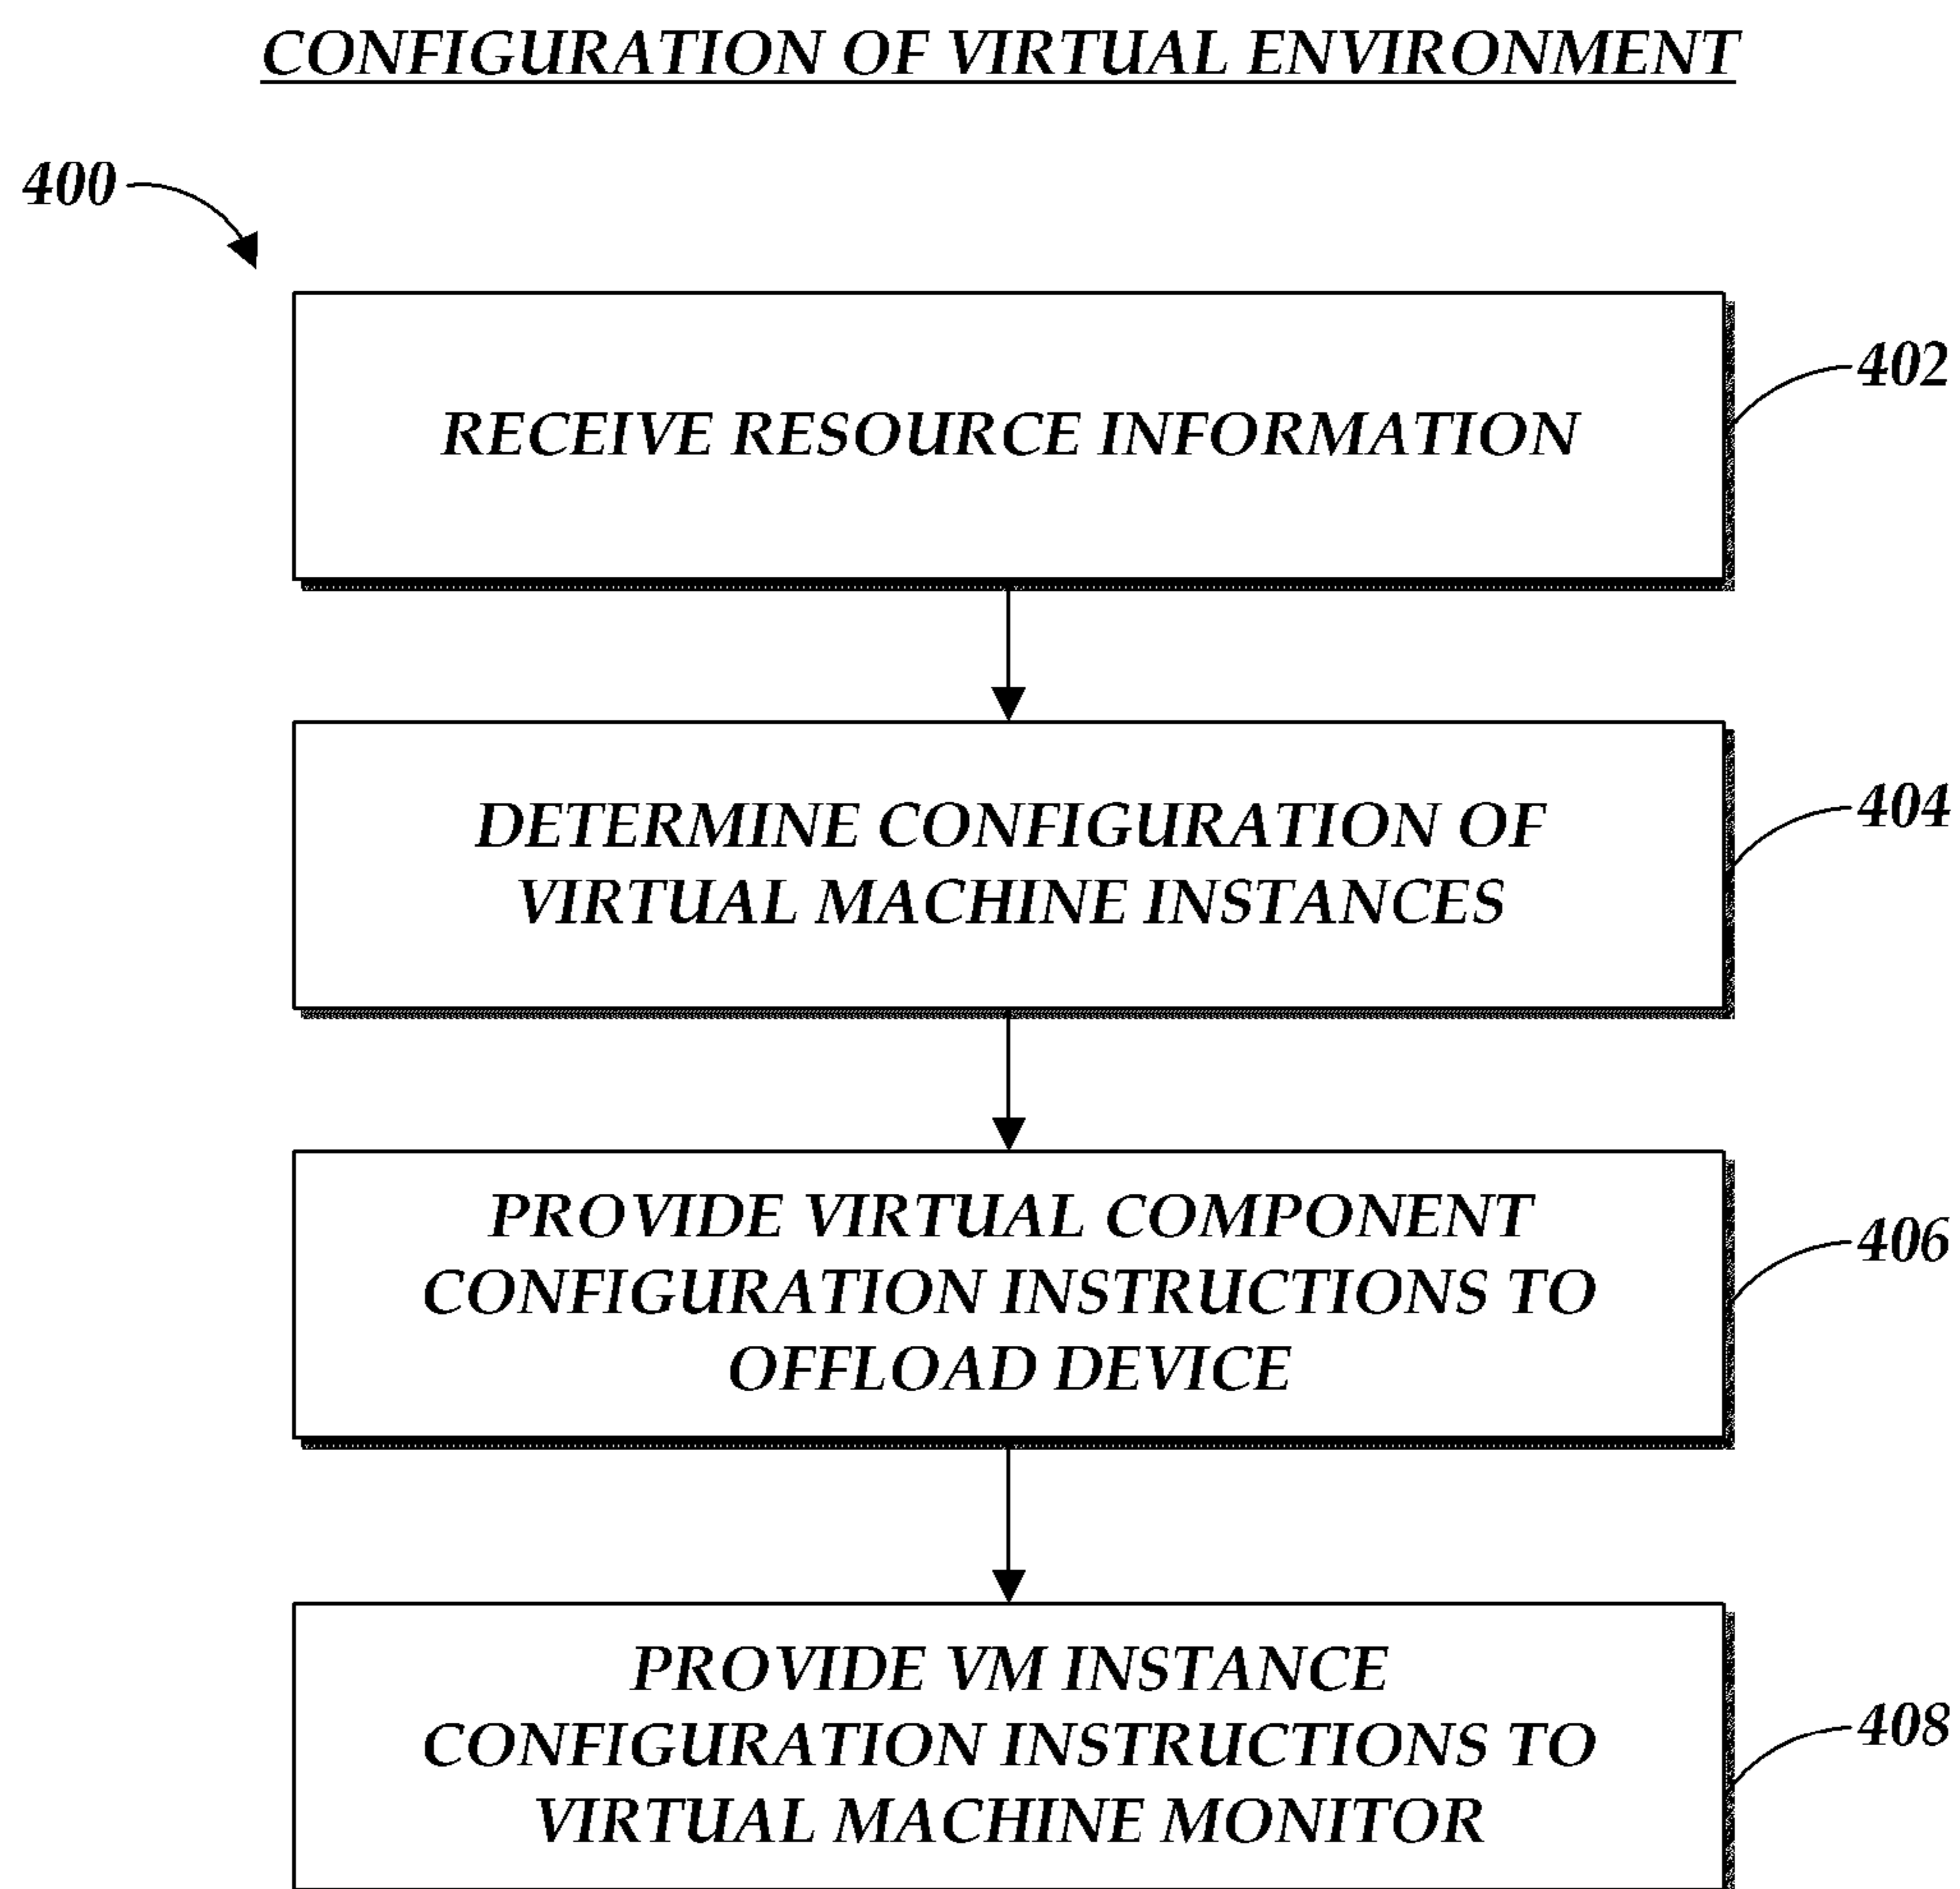 CONFIGURATION OF VIRTUAL ENVIRONMENT
400
RECEIVE RESOURCE INFORMATION
402
DETERMINE CONFIGURATION OF
VIRTUAL MACHINE INSTANCES
404
PROVIDE VIRTUAL COMPONENT
CONFIGURATION INSTRUCTIONS TO
OFFLOAD DEVICE
406
PROVIDE VM INSTANCE
CONFIGURATION INSTRUCTIONS TO
VIRTUAL MACHINE MONITOR
408